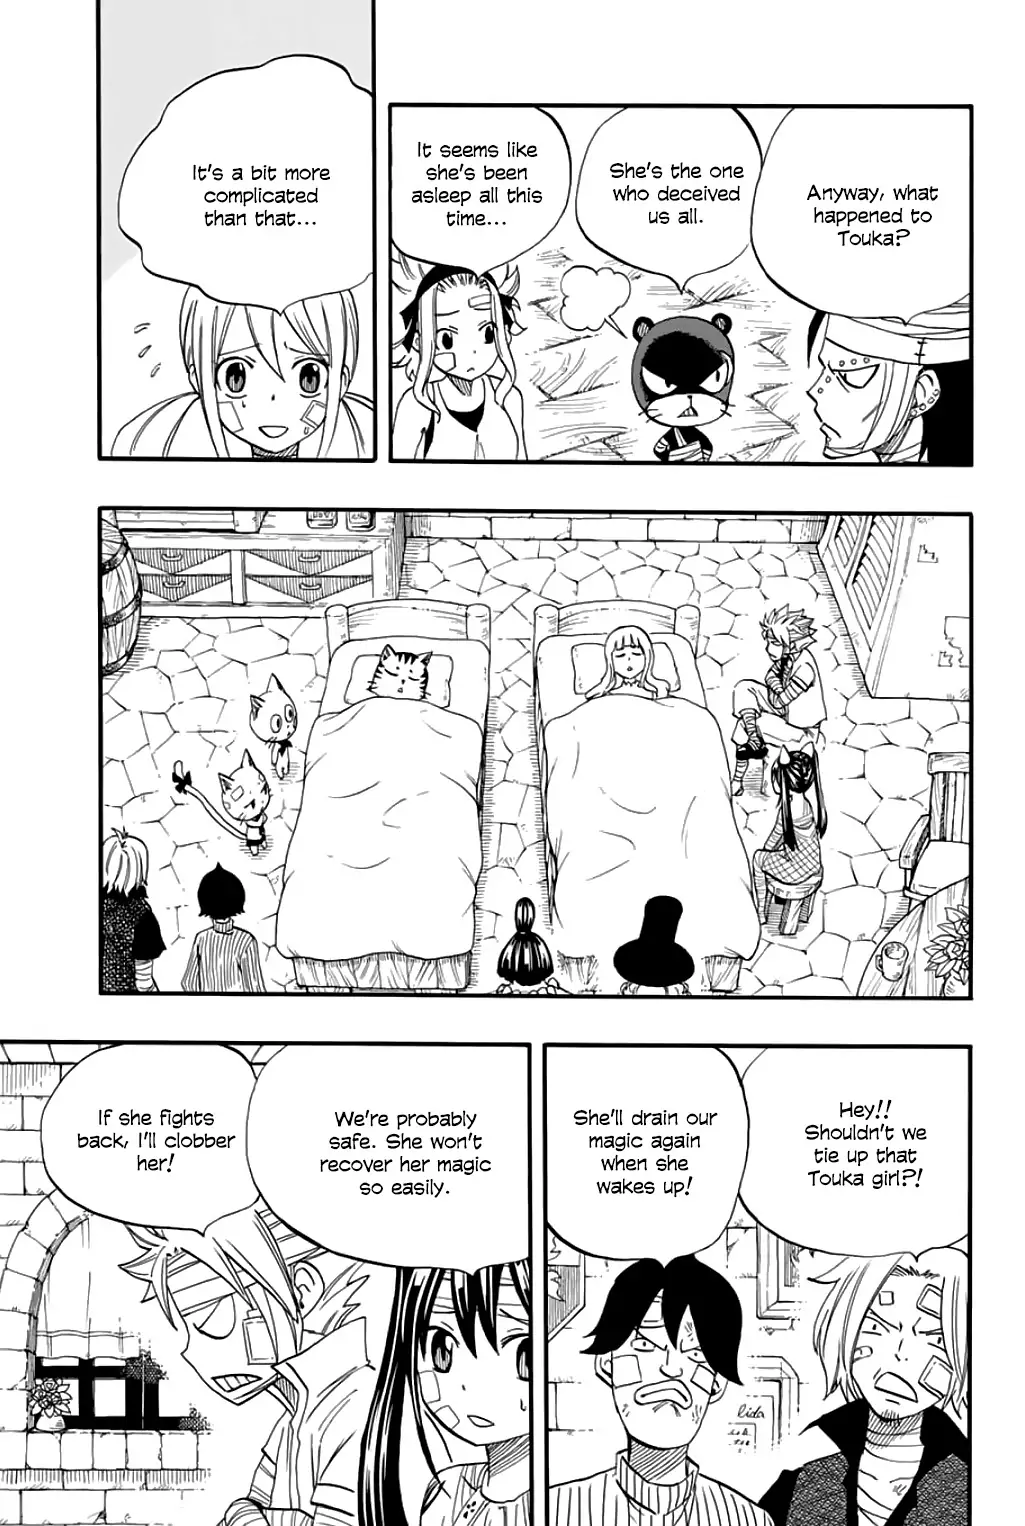 Anyway, what
happened to
Touka?
She's the one
who deceived
us all.
It seems like
she's been
asleep all this
time...
It's a bit more
complicated
than that...
Hey!!
Shouldn't we
tie up that
Touka girl?!
She'll drain our
magic again
when she
wakes up!
lida
We're probably
safe. She won't
recover her magic
so easily.
If she fights
back, I'll clobber
her!